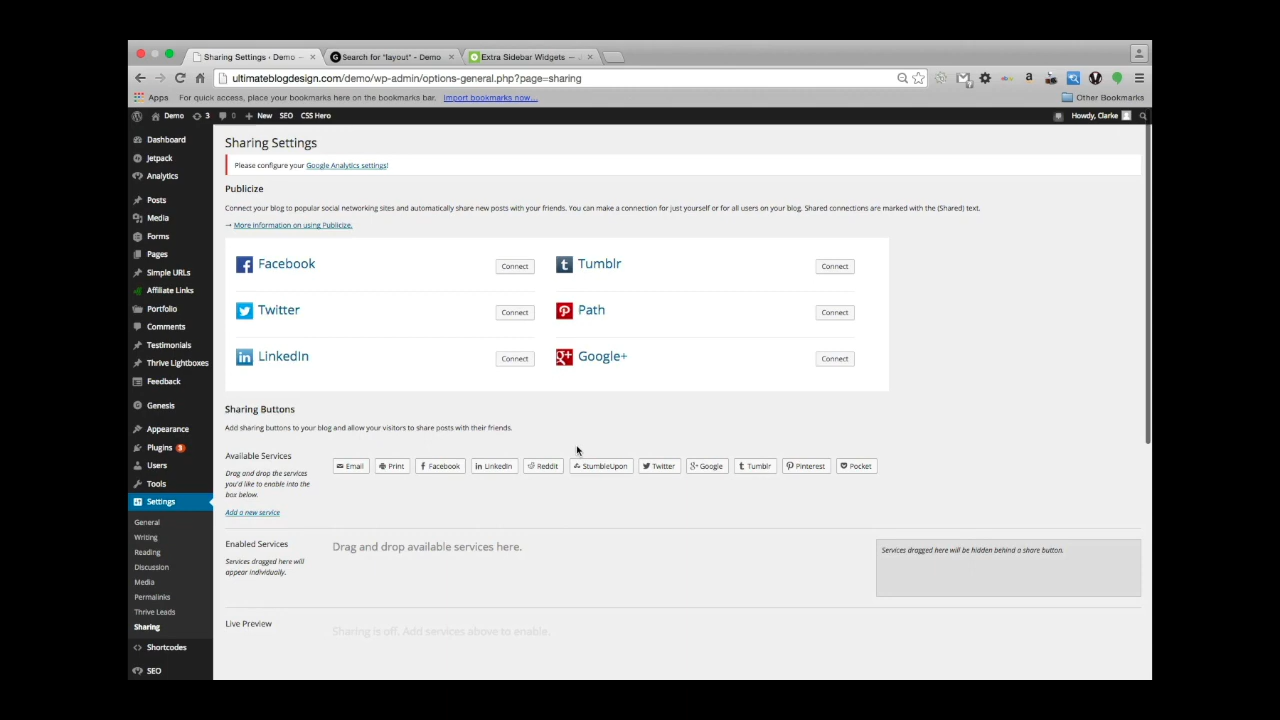 Sharing Settings ‹ Demo —
Search for "layout" - Demo
Extra Sidebar Widgets — J
ultimateblogdesign.com/demo/wp-admin/options-general.php?page=sharing
Apps
For quick access, place your bookmarks here on the bookmarks bar.
Import bookmarks now...
Other Bookmarks
Demo
3
0
New
SEO
CSS Hero
Howdy, Clarke
Dashboard
Jetpack
Analytics
Posts
Media
Forms
Pages
Simple URLs
Affiliate Links
Portfolio
Comments
Testimonials
Thrive Lightboxes
Feedback
Genesis
Appearance
Plugins 3
Users
Tools
Settings
General
Writing
Reading
Discussion
Media
Permalinks
Thrive Leads
Sharing
Shortcodes
SEO
Sharing Settings
Please configure your Google Analytics settings!
Publicize
Connect your blog to popular social networking sites and automatically share new posts with your friends. You can make a connection for just yourself or for all users on your blog. Shared connections are marked with the (Shared) text.
→ More information on using Publicize.
Facebook
Connect
Tumblr
Connect
Twitter
Connect
Path
Connect
LinkedIn
Connect
Google+
Connect
Sharing Buttons
Add sharing buttons to your blog and allow your visitors to share posts with their friends.
Available Services
Drag and drop the services
you'd like to enable into the
box below.
Add a new service
Email
Print
Facebook
LinkedIn
Reddit
StumbleUpon
Twitter
Google
Tumblr
Pinterest
Pocket
Enabled Services
Services dragged here will
appear individually.
Drag and drop available services here.
Services dragged here will be hidden behind a share button.
Live Preview
Sharing is off. Add services above to enable.